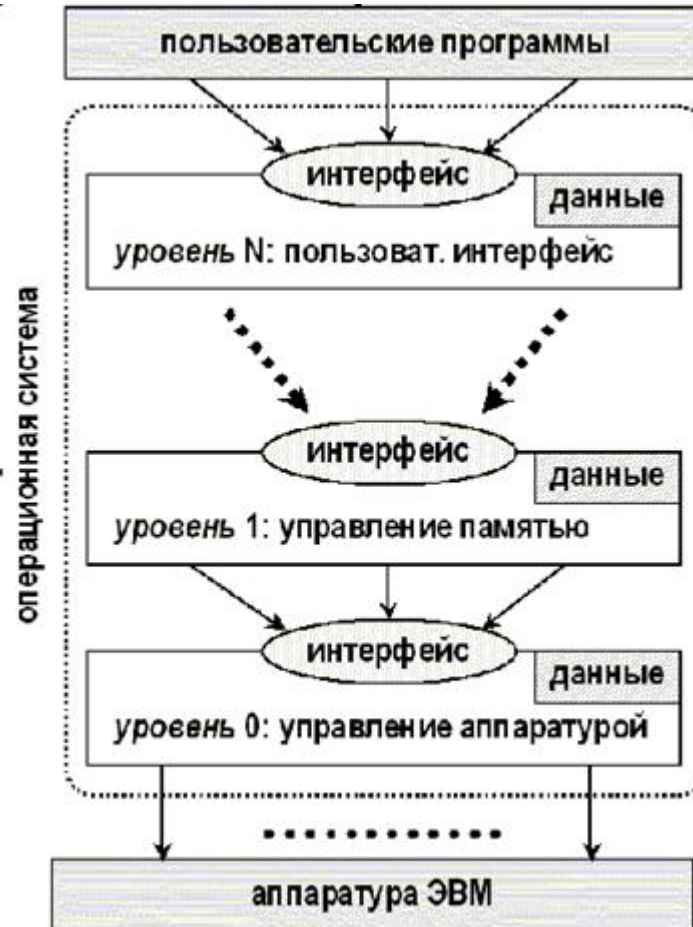 пользовательские программы
интерфейс
данные
уровень N: пользоват. интерфейс
операционная система
интерфейс
данные
уровень 1: управление памятью
интерфейс
данные
уровень 0: управление аппаратурой
аппаратура ЭВМ